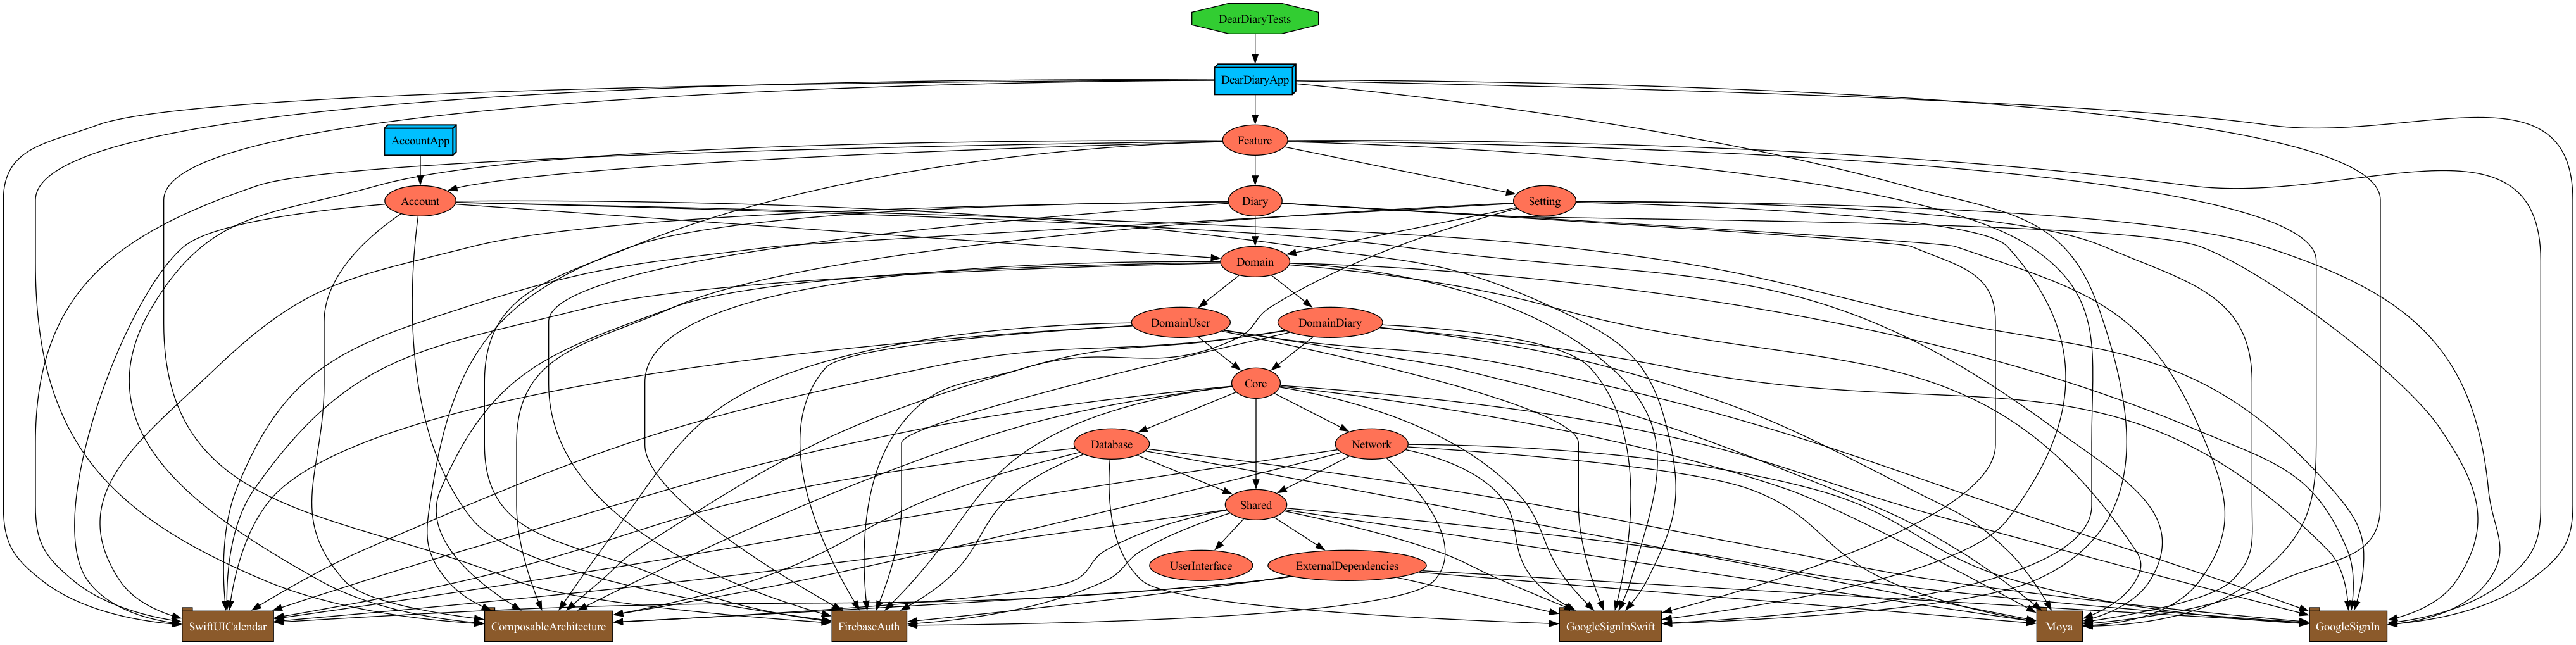 DearDiaryTests
DearDiaryApp
AccountApp
Feature
Account
Diary
Setting
Domain
DomainUser
DomainDiary
Core
Database
Network
Shared
UserInterface
ExternalDependencies
SwiftUICalendar
ComposableArchitecture
FirebaseAuth
GoogleSignInSwift
Moya
GoogleSignIn